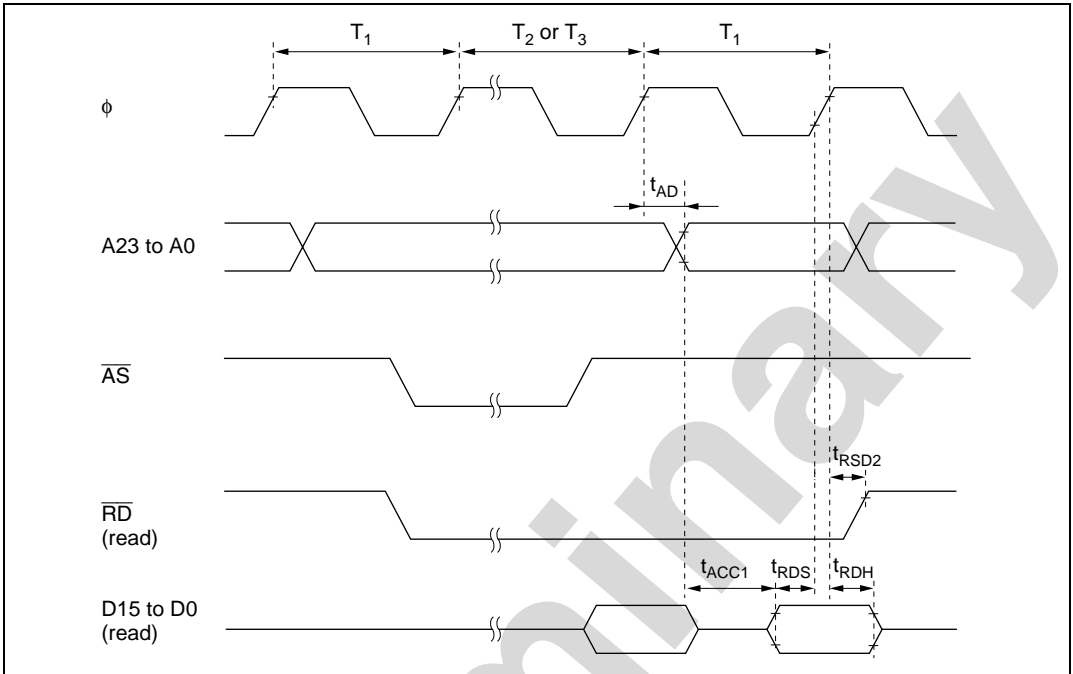 T1 T2 or T3 T1
ϕ
tAD
A23 to A0
AS
tRSD2
RD
(read)
tACC1 tRDS tRDH
D15 to D0
(read)
minary